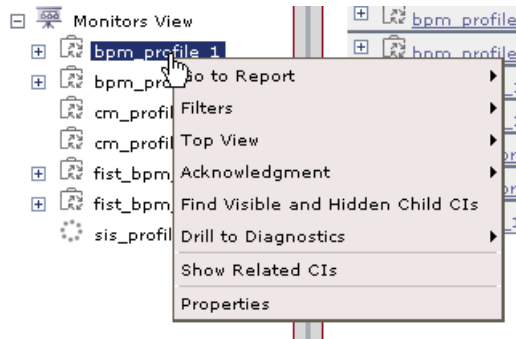 Monitors View
bpm_profile_1
bpm_pro
cm_profil
cm_profil
fist_bpm_
fist_bpm_
sis_profil
Go to Report
Filters
Top View
Acknowledgment
Find Visible and Hidden Child CIs
Drill to Diagnostics
Show Related CIs
Properties
bpm_profile
bpm_profile